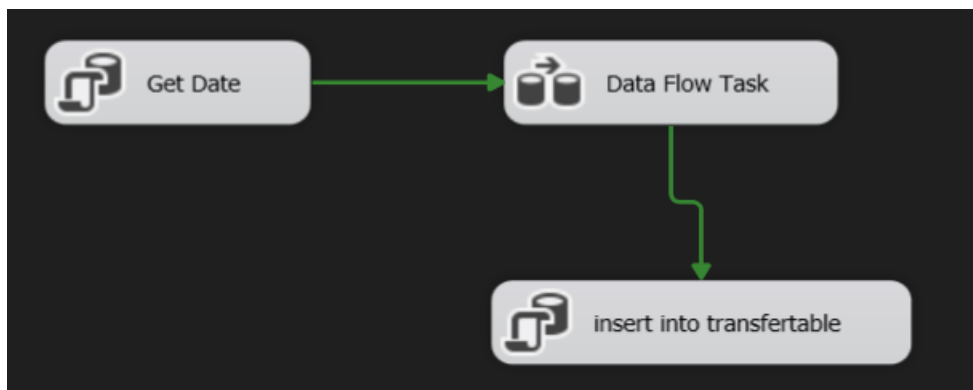 Get Date
Data Flow Task
insert into transfertable